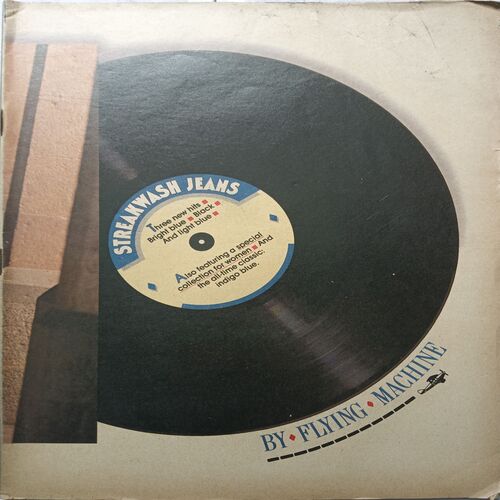 STREAKWASH JEANS
Three new hits
Bright blue Black
And light blue
Also featuring a special
collection for women And
the all-time classic:
indigo blue.
BY FLYING MACHINE